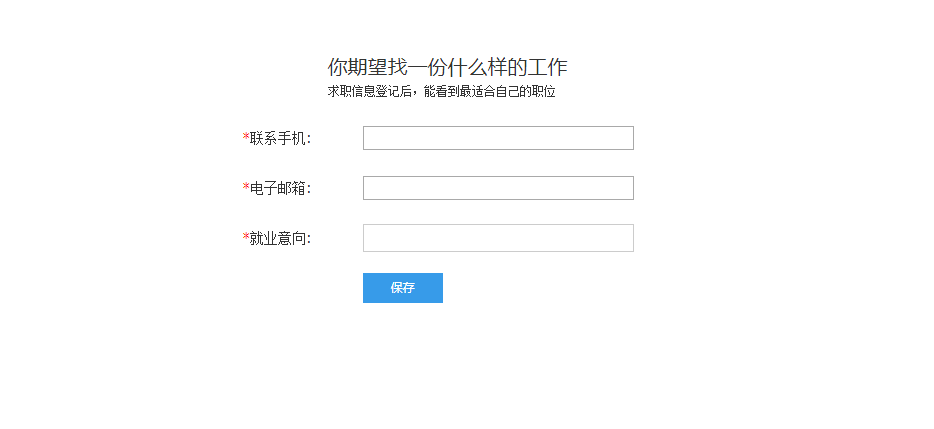 你期望找一份什么样的工作
求职信息登记后，能看到最适合自己的职位
*联系手机:
*电子邮箱:
*就业意向:
保存